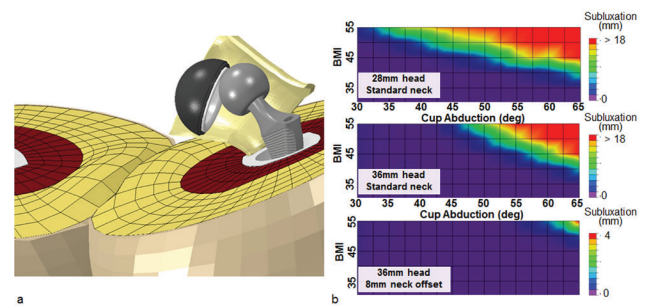 a
b
Subluxation
(mm)
> 18
0
BMI
55
45
35
28mm head
Standard neck
30 35 40 45 50 55 60 65
Cup Abduction (deg)
Subluxation
(mm)
> 18
0
BMI
55
45
35
36mm head
Standard neck
30 35 40 45 50 55 60 65
Cup Abduction (deg)
Subluxation
(mm)
4
0
BMI
55
45
35
36mm head
8mm neck offset